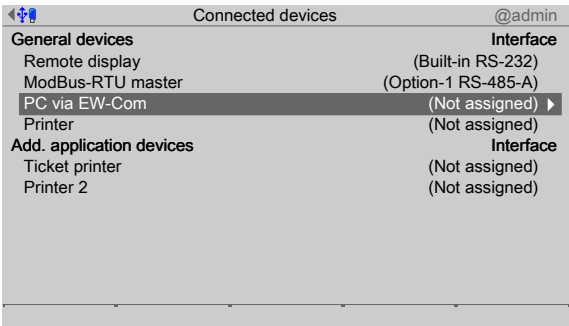 Connected devices @admin
General devices Interface
Remote display (Built-in RS-232)
ModBus-RTU master (Option-1 RS-485-A)
PC via EW-Com (Not assigned)
Printer (Not assigned)
Add. application devices Interface
Ticket printer (Not assigned)
Printer 2 (Not assigned)